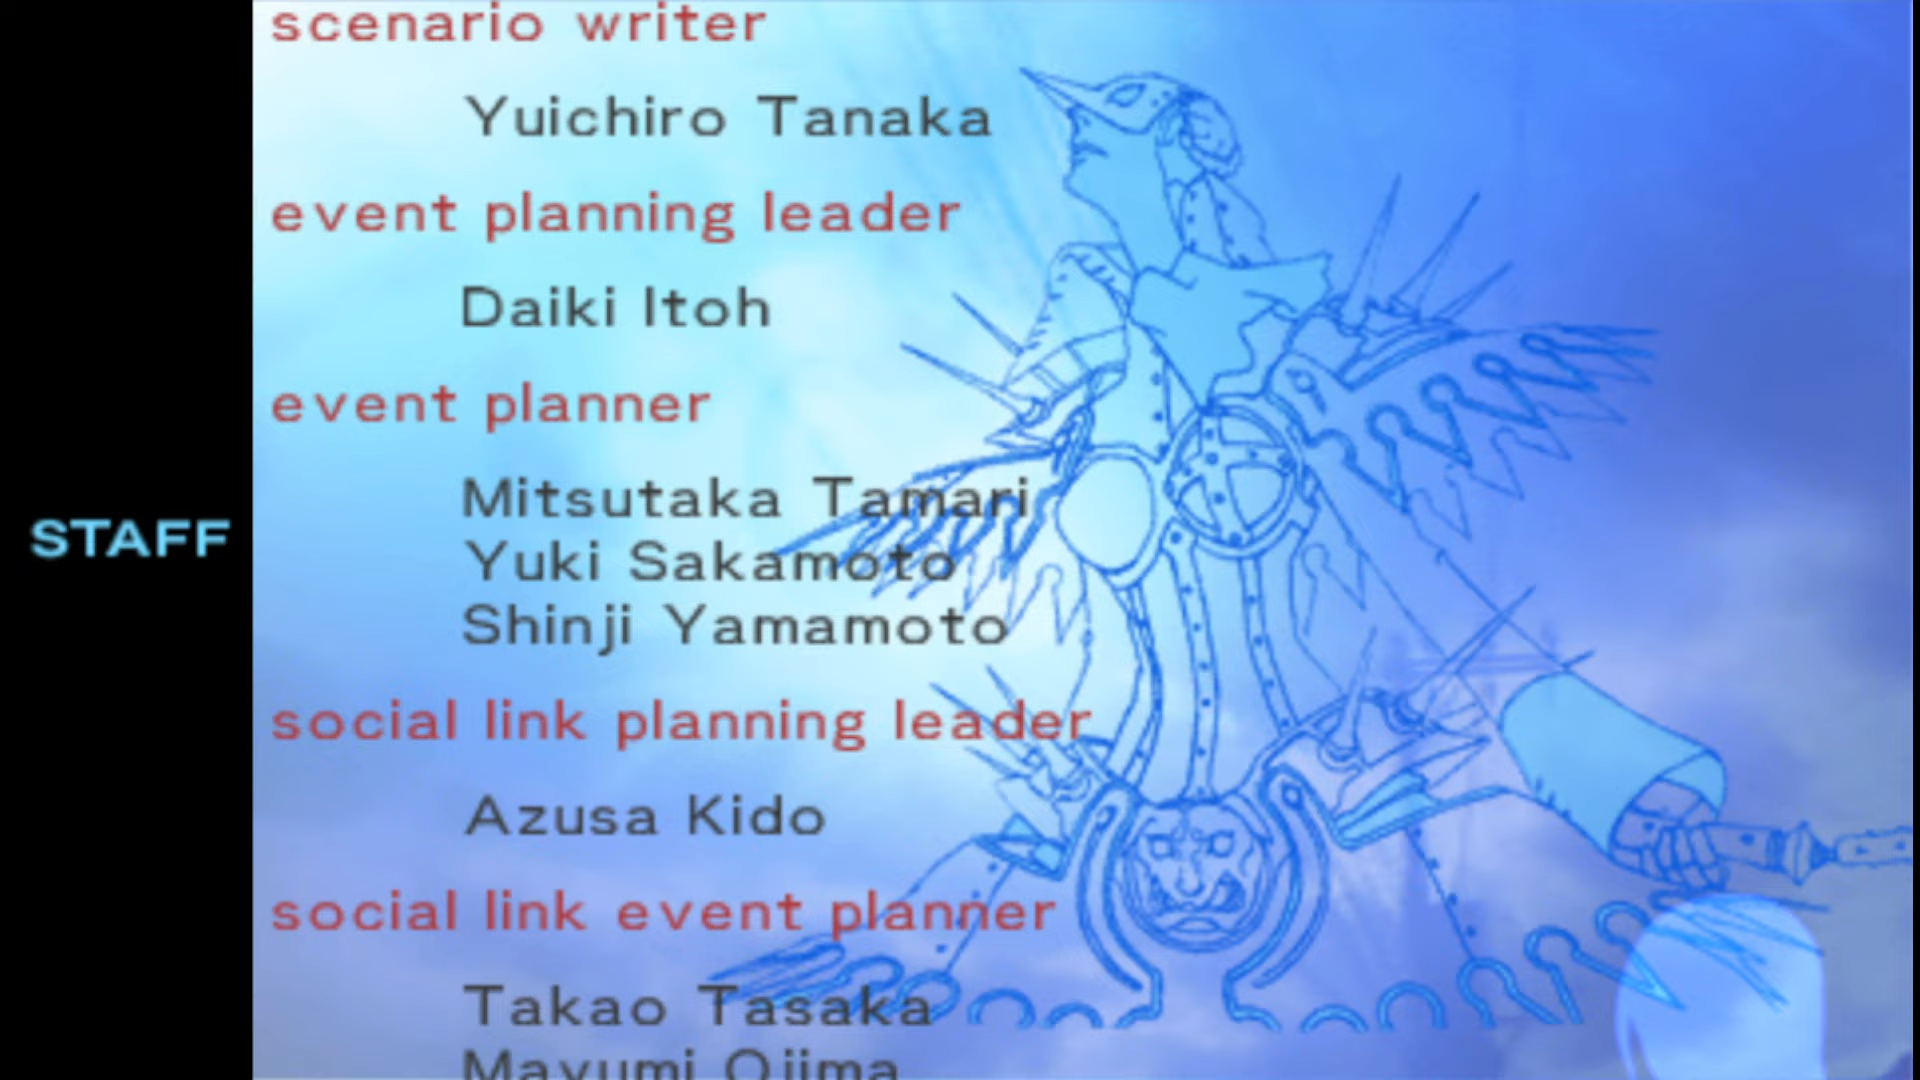 scenario writer
Yuichiro Tanaka
event planning leader
Daiki Itoh
event planner
Mitsutaka Tamari
Yuki Sakamoto
Shinji Yamamoto
STAFF
social link planning leader
Azusa Kido
social link event planner
Takao Tasaka
Mayumi Ojima